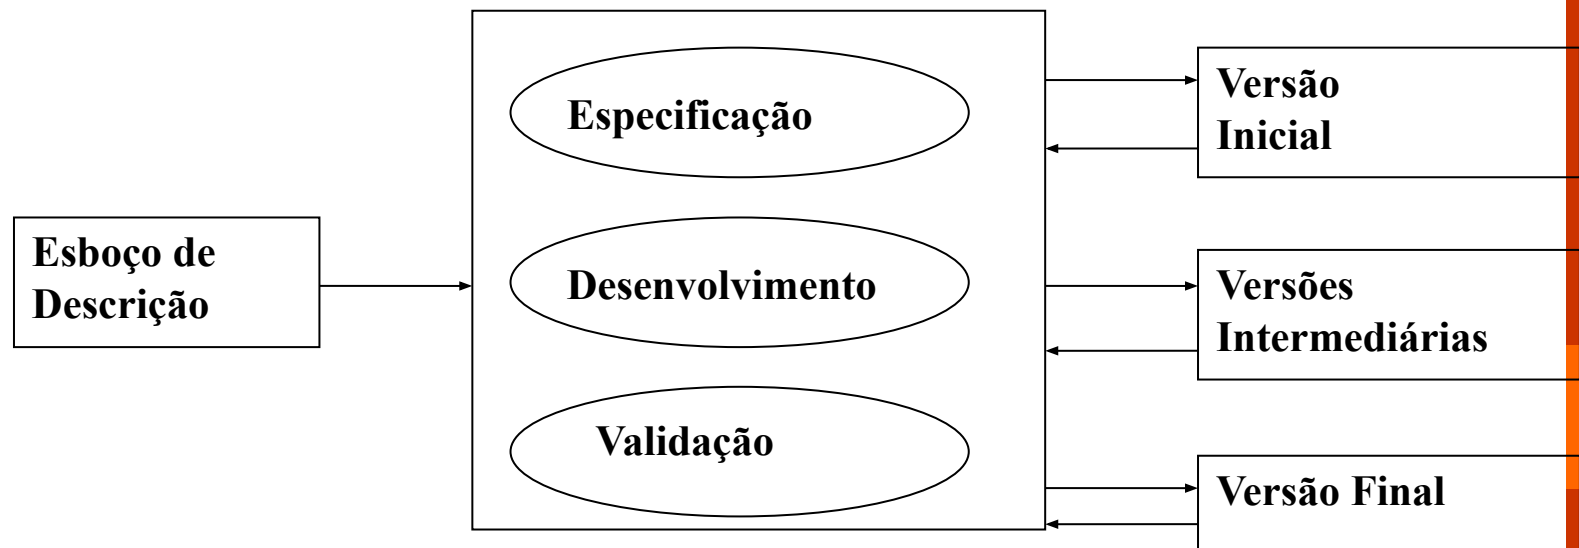 Esboço de
Descrição
Especificação
Desenvolvimento
Validação
Versão
Inicial
Versões
Intermediárias
Versão Final